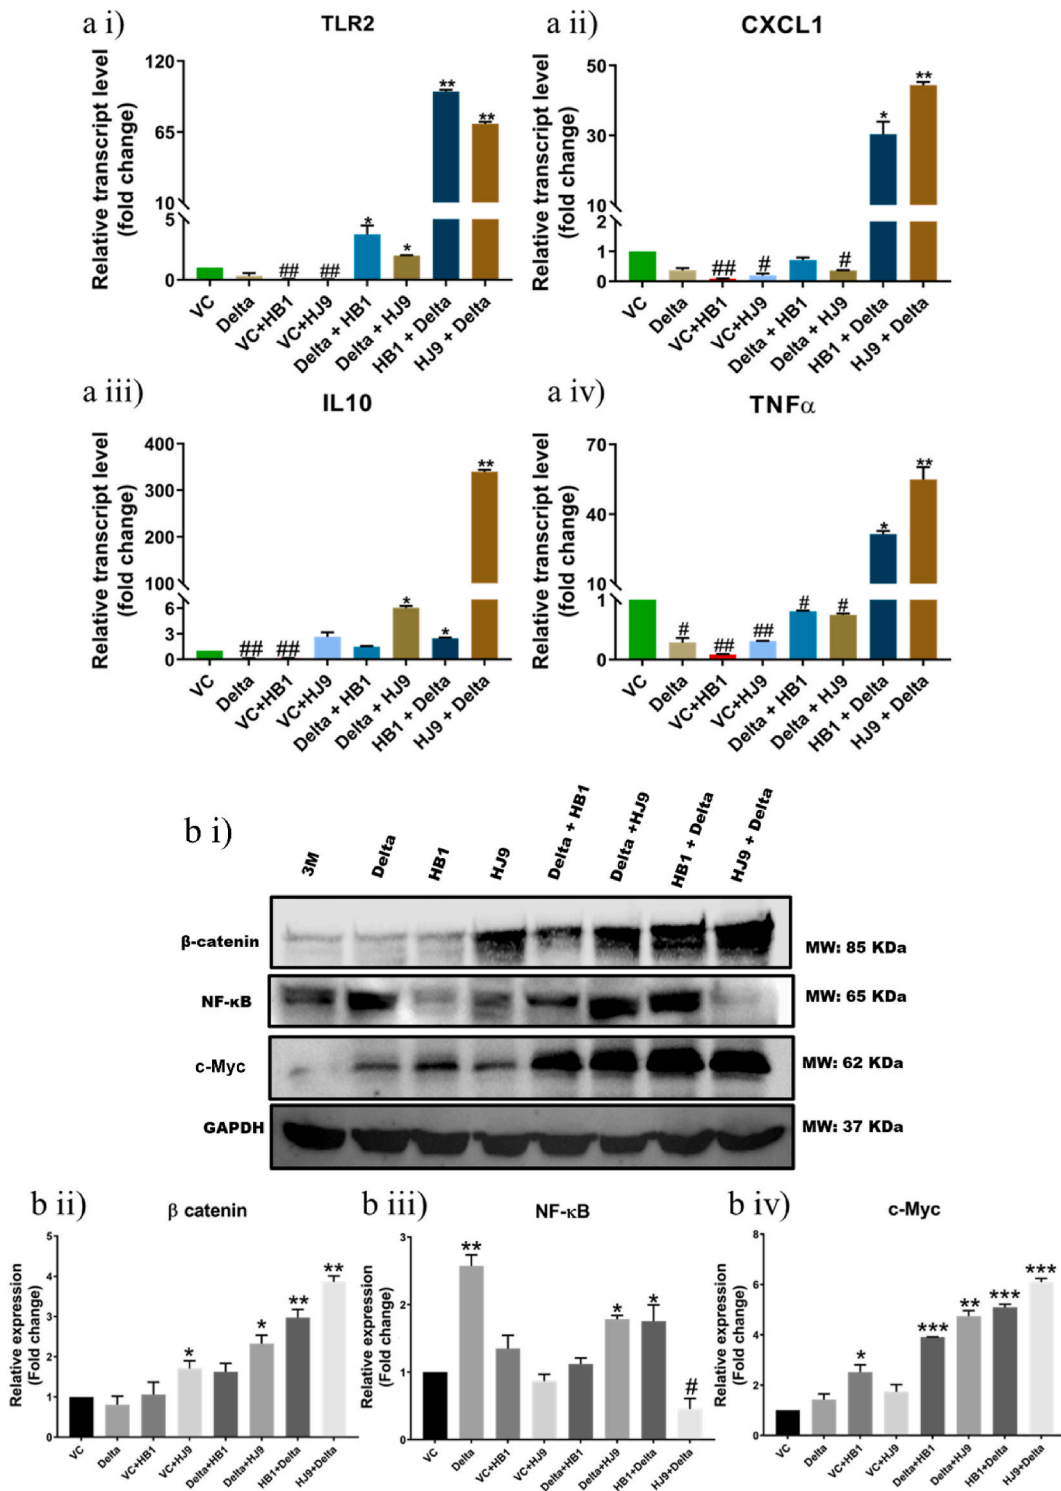 a i)
TLR2
Relative transcript level
(fold change)
120
65
10
5
0
**
**
*
*
##
##
VC
Delta
VC+HB1
VC+HJ9
Delta + HB1
Delta + HJ9
HB1 + Delta
HJ9 + Delta
a ii)
CXCL1
Relative transcript level
(fold change)
50
30
10
2
1
0
##
#
#
*
**
VC
Delta
VC+HB1
VC+HJ9
Delta + HB1
Delta + HJ9
HB1 + Delta
HJ9 + Delta
a iii)
IL10
Relative transcript level
(fold change)
400
300
200
100
6
3
0
##
##
*
*
**
VC
Delta
VC+HB1
VC+HJ9
Delta + HB1
Delta + HJ9
HB1 + Delta
HJ9 + Delta
a iv)
TNFα
Relative transcript level
(fold change)
70
40
10
1
0
#
##
##
#
#
*
**
VC
Delta
VC+HB1
VC+HJ9
Delta + HB1
Delta + HJ9
HB1 + Delta
HJ9 + Delta
b i)
3M
Delta
HB1
HJ9
Delta + HB1
Delta +HJ9
HB1 + Delta
HJ9 + Delta
β-catenin
MW: 85 KDa
NF-κB
MW: 65 KDa
c-Myc
MW: 62 KDa
GAPDH
MW: 37 KDa
b ii)
β catenin
Relative expression
(Fold change)
5
4
3
2
1
0
*
*
**
**
VC
Delta
VC+HB1
VC+HJ9
Delta+HB1
Delta+HJ9
HB1+Delta
HJ9+Delta
b iii)
NF-κB
Relative expression
(Fold change)
3
2
1
0
**
*
*
#
VC
Delta
VC+HB1
VC+HJ9
Delta+HB1
Delta+HJ9
HB1+Delta
HJ9+Delta
b iv)
c-Myc
Relative expression
(Fold change)
8
6
4
2
0
*
***
**
***
***
VC
Delta
VC+HB1
VC+HJ9
Delta+HB1
Delta+HJ9
HB1+Delta
HJ9+Delta